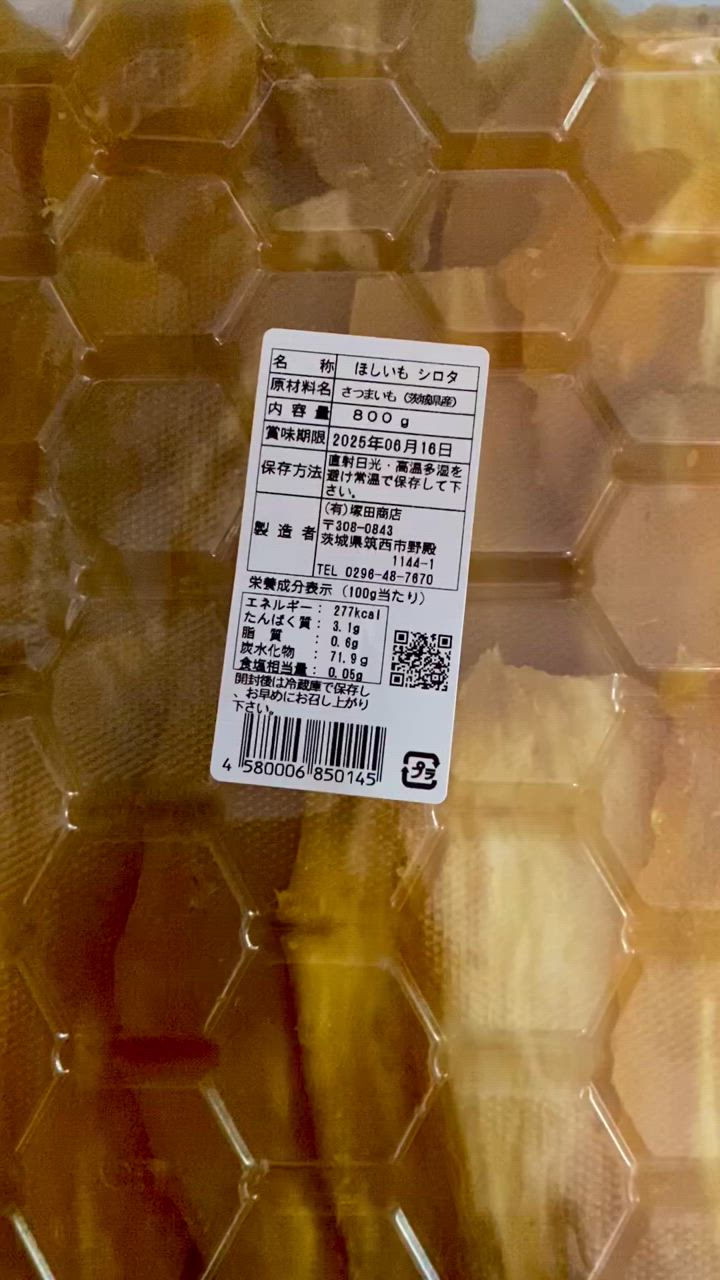 名 称 ほしいも シロタ
原材料名 さつまいも (茨城県産)
内容量 800g
賞味期限 2025年06月16日
保存方法 直射日光・高温多湿を
避け常温で保存して下
さい。
製造者 (有)塚田商店
〒308-0843
茨城県筑西市野殿
1144-1
TEL 0296-48-7670
栄養成分表示 (100g当たり)
エネルギー: 277kcal
たんぱく質: 3.1g
脂質 : 0.6g
炭水化物 : 71.9g
食塩相当量: 0.05g
開封後は冷蔵庫で保存し
、お早めにお召し上がり
下さい。
4 580006 850145
プラ